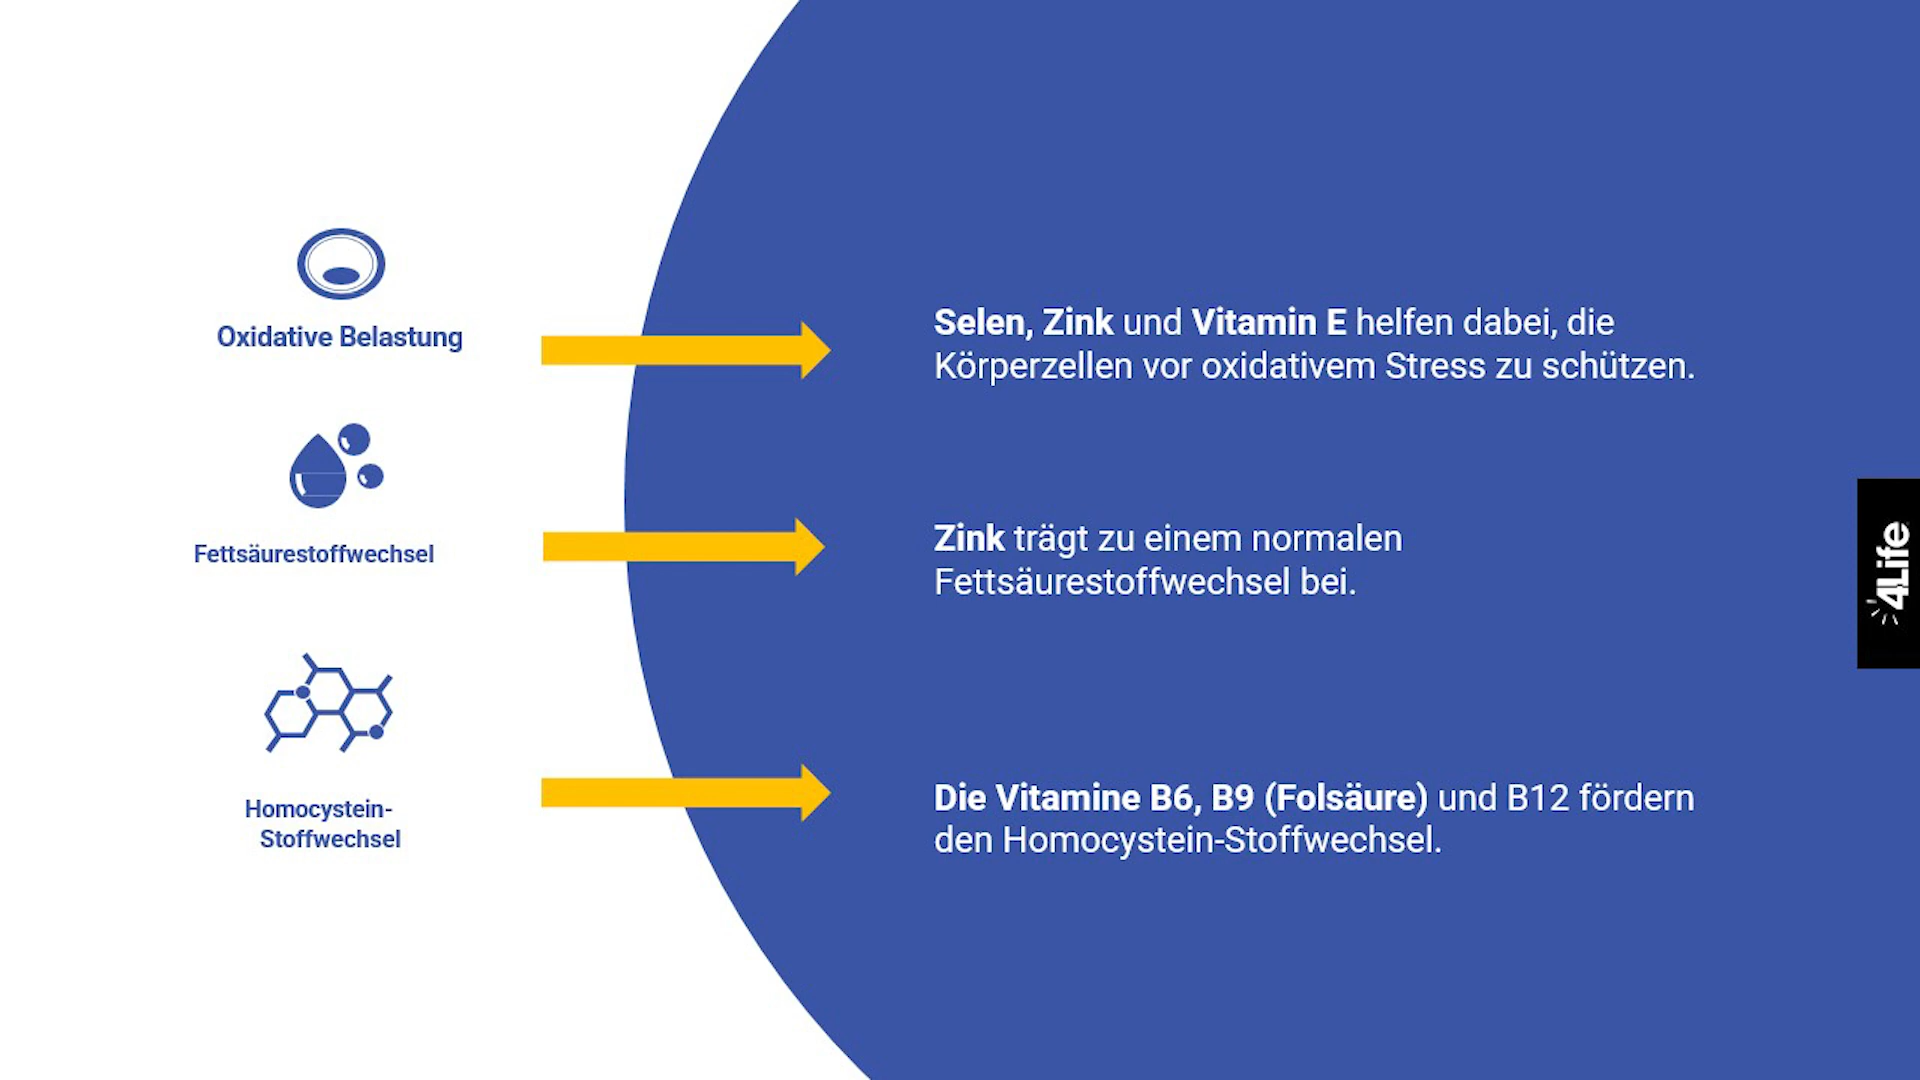 Oxidative Belastung
Selen, Zink und Vitamin E helfen dabei, die
Körperzellen vor oxidativem Stress zu schützen.
Fettsäurestoffwechsel
Zink trägt zu einem normalen
Fettsäurestoffwechsel bei.
Homocystein-
Stoffwechsel
Die Vitamine B6, B9 (Folsäure) und B12 fördern
den Homocystein-Stoffwechsel.
4Life